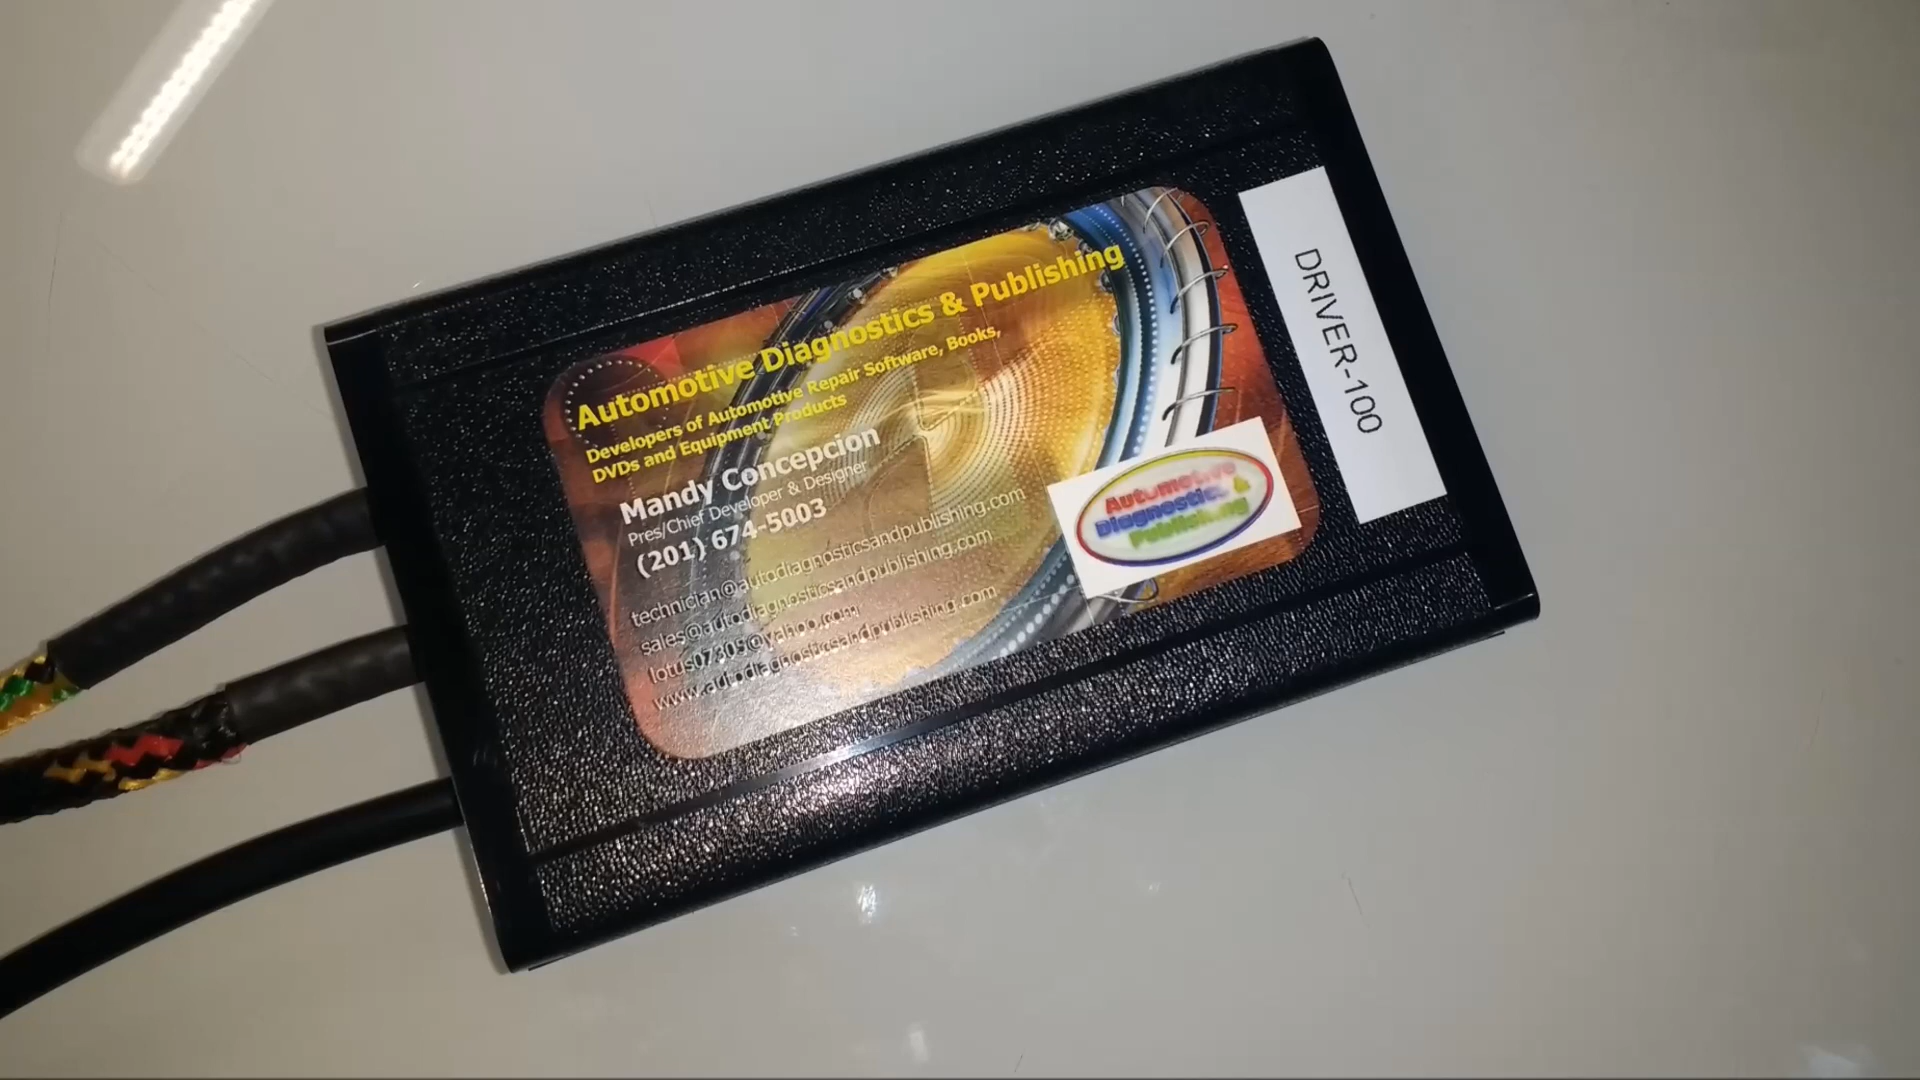 Automotive Diagnostics & Publishing
Developers of Automotive Repair Software, Books,
DVDs and Equipment Products
Mandy Concepcion
Pres/Chief Developer & Designer
(201) 674-5003
technician@autodiagnosticsandpublishing.com
sales@autodiagnosticsandpublishing.com
lotus07305@yahoo.com
www.autodiagnosticsandpublishing.com
Automotive
Diagnostics &
Publishing
DRIVER-100